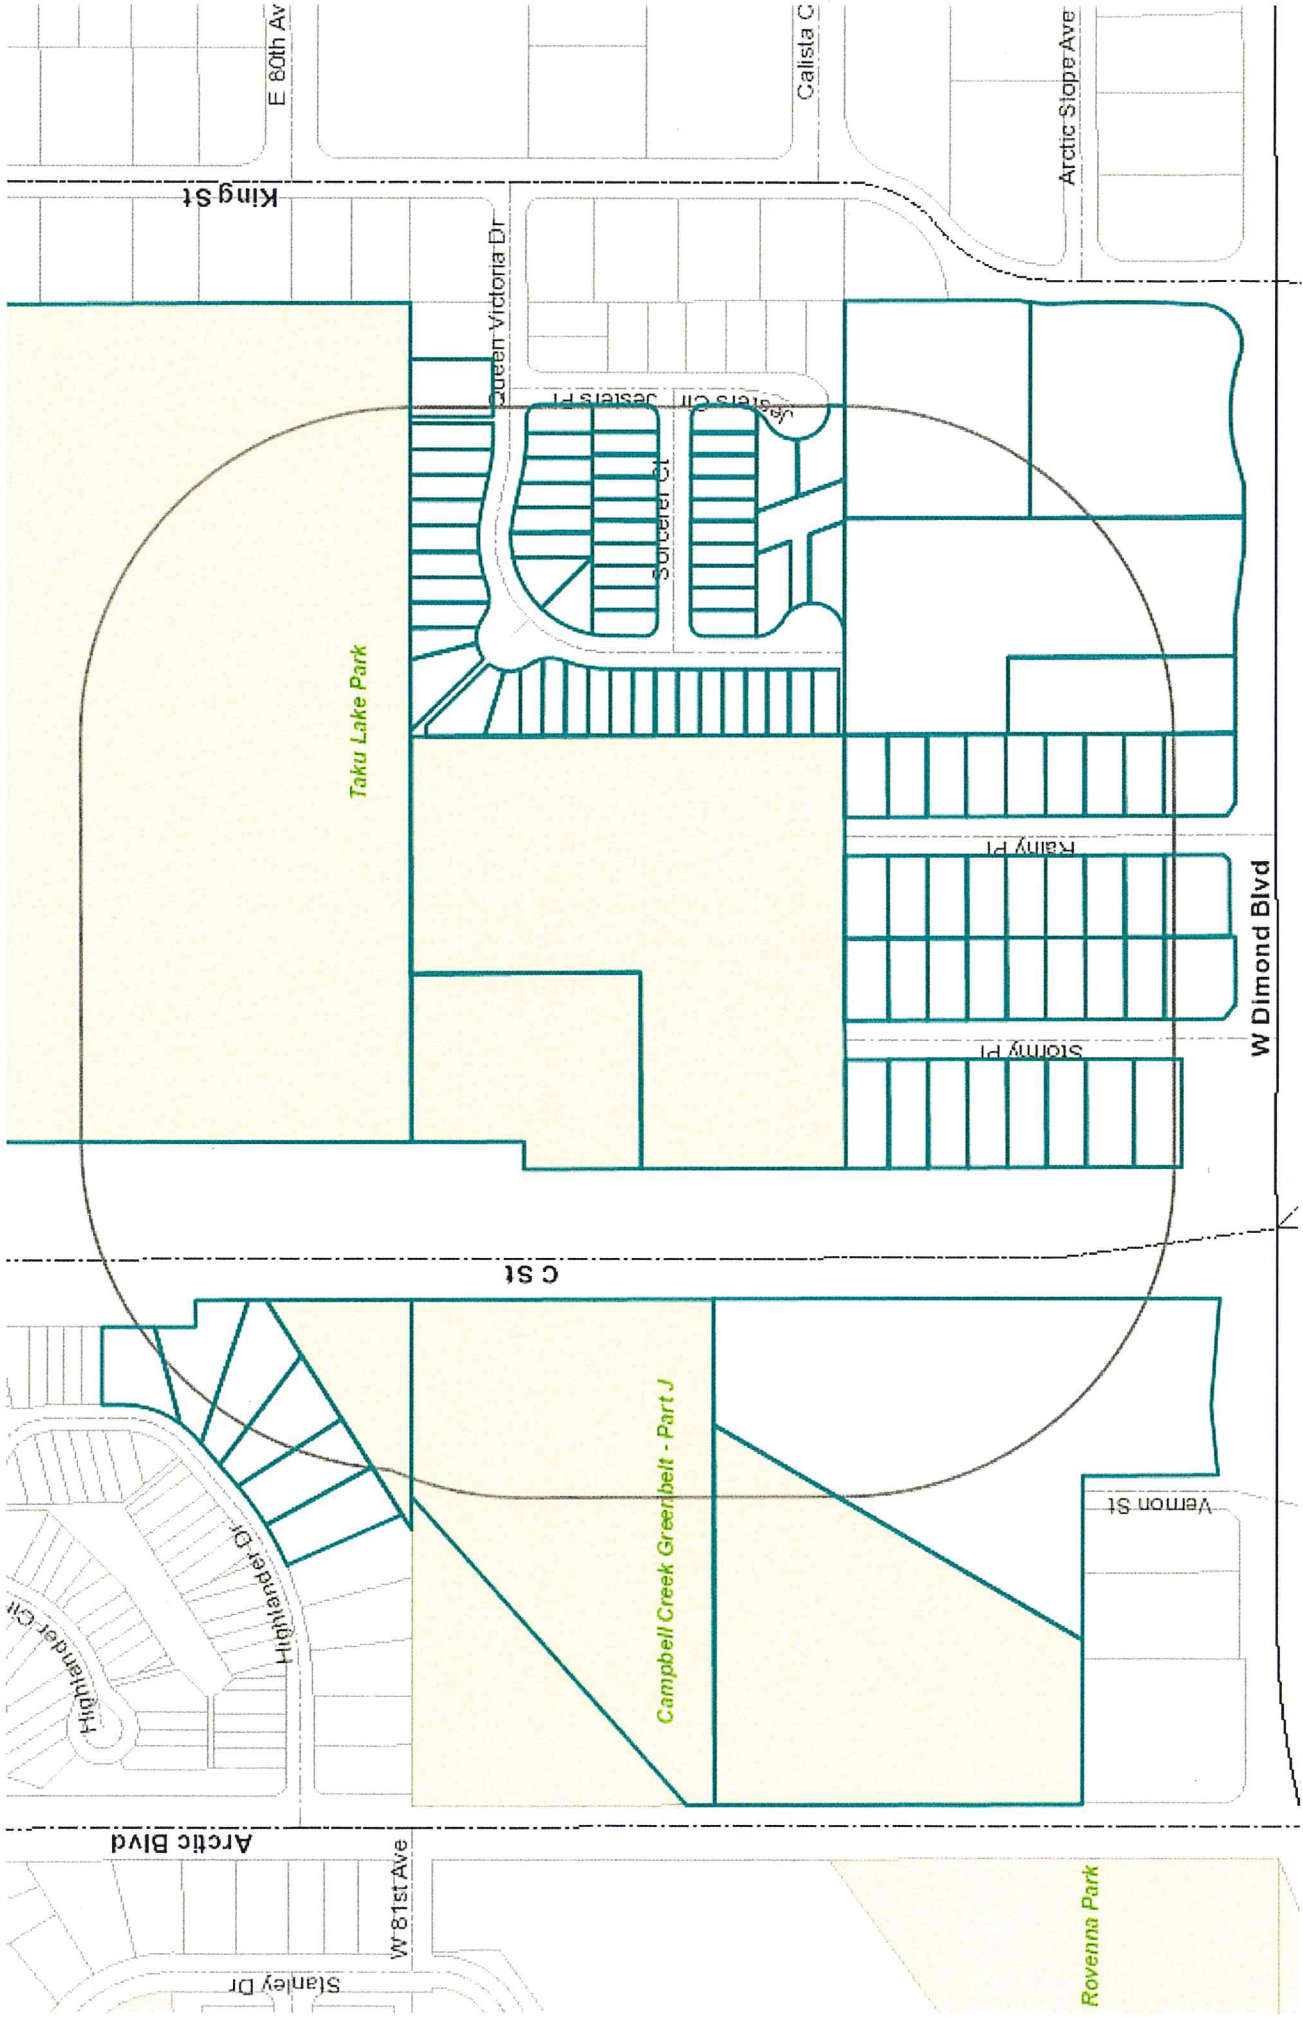 E 80th Av
Calista C
Arctic Slope Ave
King St
Queen Victoria Dr
Jesters Pl
Jesters Cir
Sorcerer Ct
Taku Lake Park
Rainy Pl
W Dimond Blvd
Stormy Pl
C St
Campbell Creek Greenbelt - Part J
Vernon St
Highlander Dr
Highlander Cir
Arctic Blvd
W 81st Ave
Stanley Dr
Rovenna Park